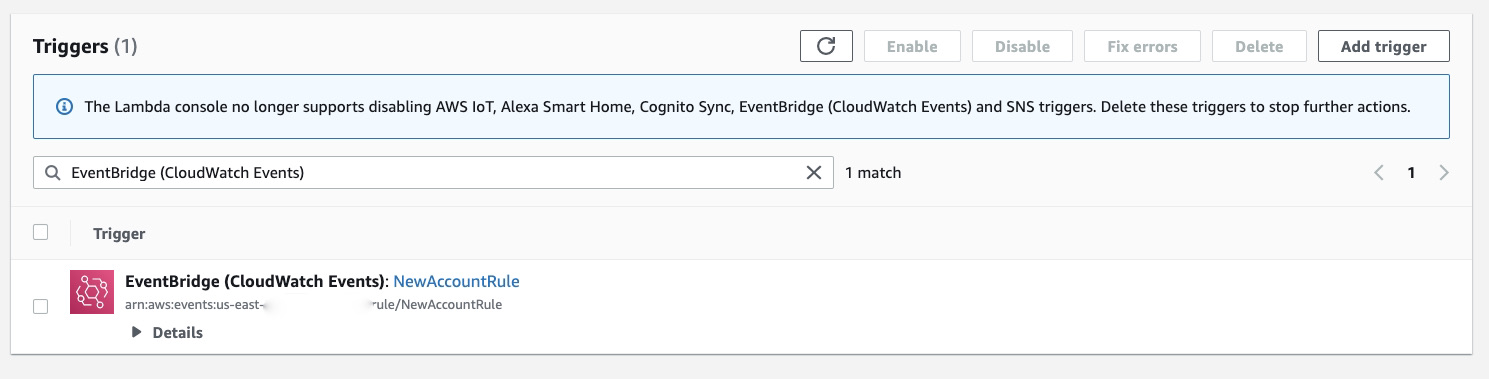 Triggers (1)
Enable
Disable
Fix errors
Delete
Add trigger
The Lambda console no longer supports disabling AWS IoT, Alexa Smart Home, Cognito Sync, EventBridge (CloudWatch Events) and SNS triggers. Delete these triggers to stop further actions.
EventBridge (CloudWatch Events)
1 match
1
Trigger
EventBridge (CloudWatch Events): NewAccountRule
arn:aws:events:us-east- rule/NewAccountRule
Details